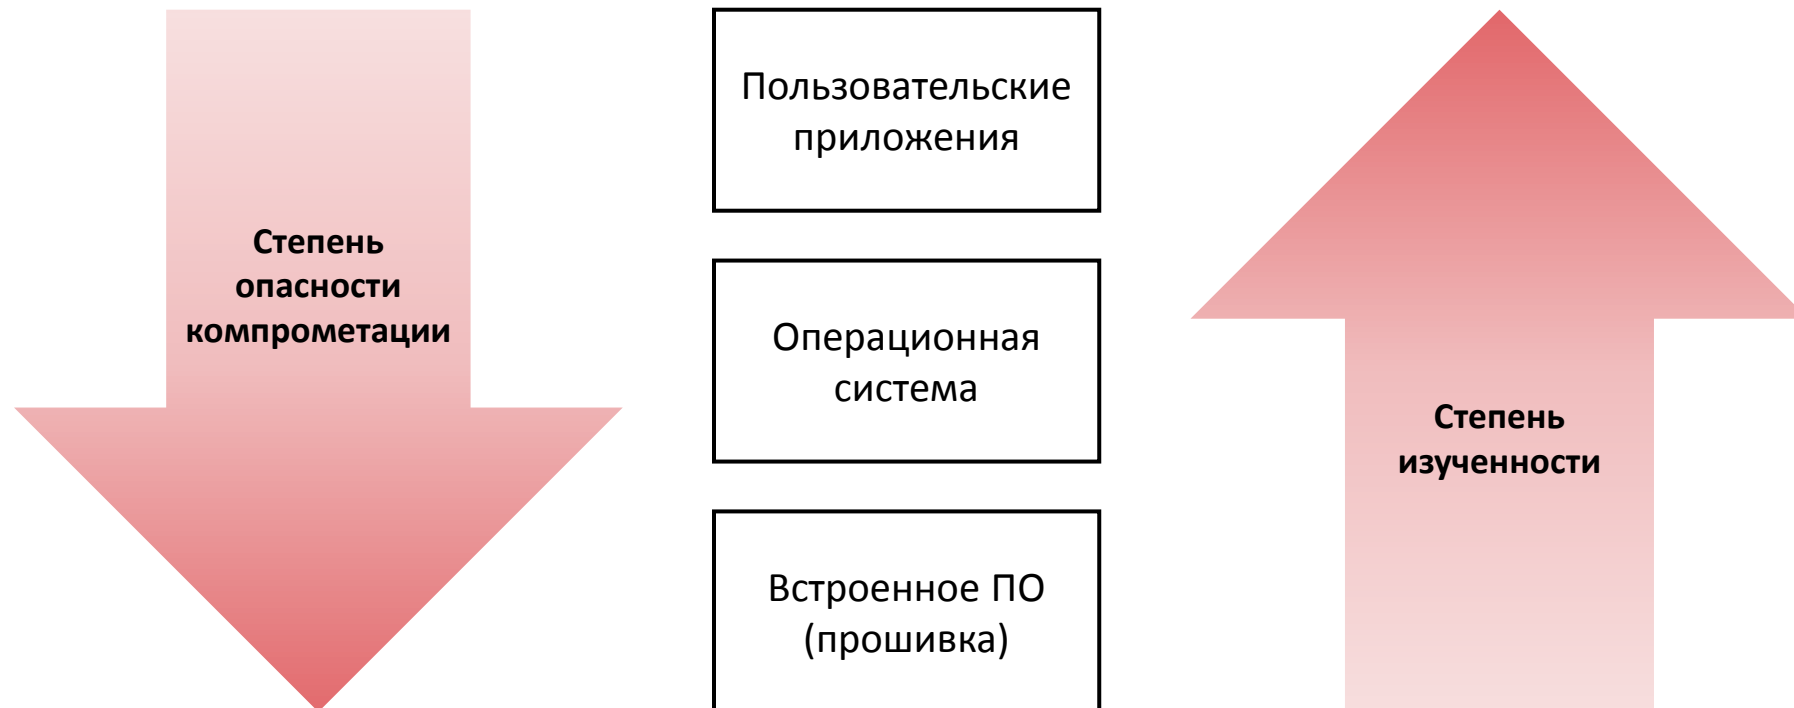 Степень
опасности
компрометации
Пользовательские
приложения
Операционная
система
Встроенное ПО
(прошивка)
Степень
изученности